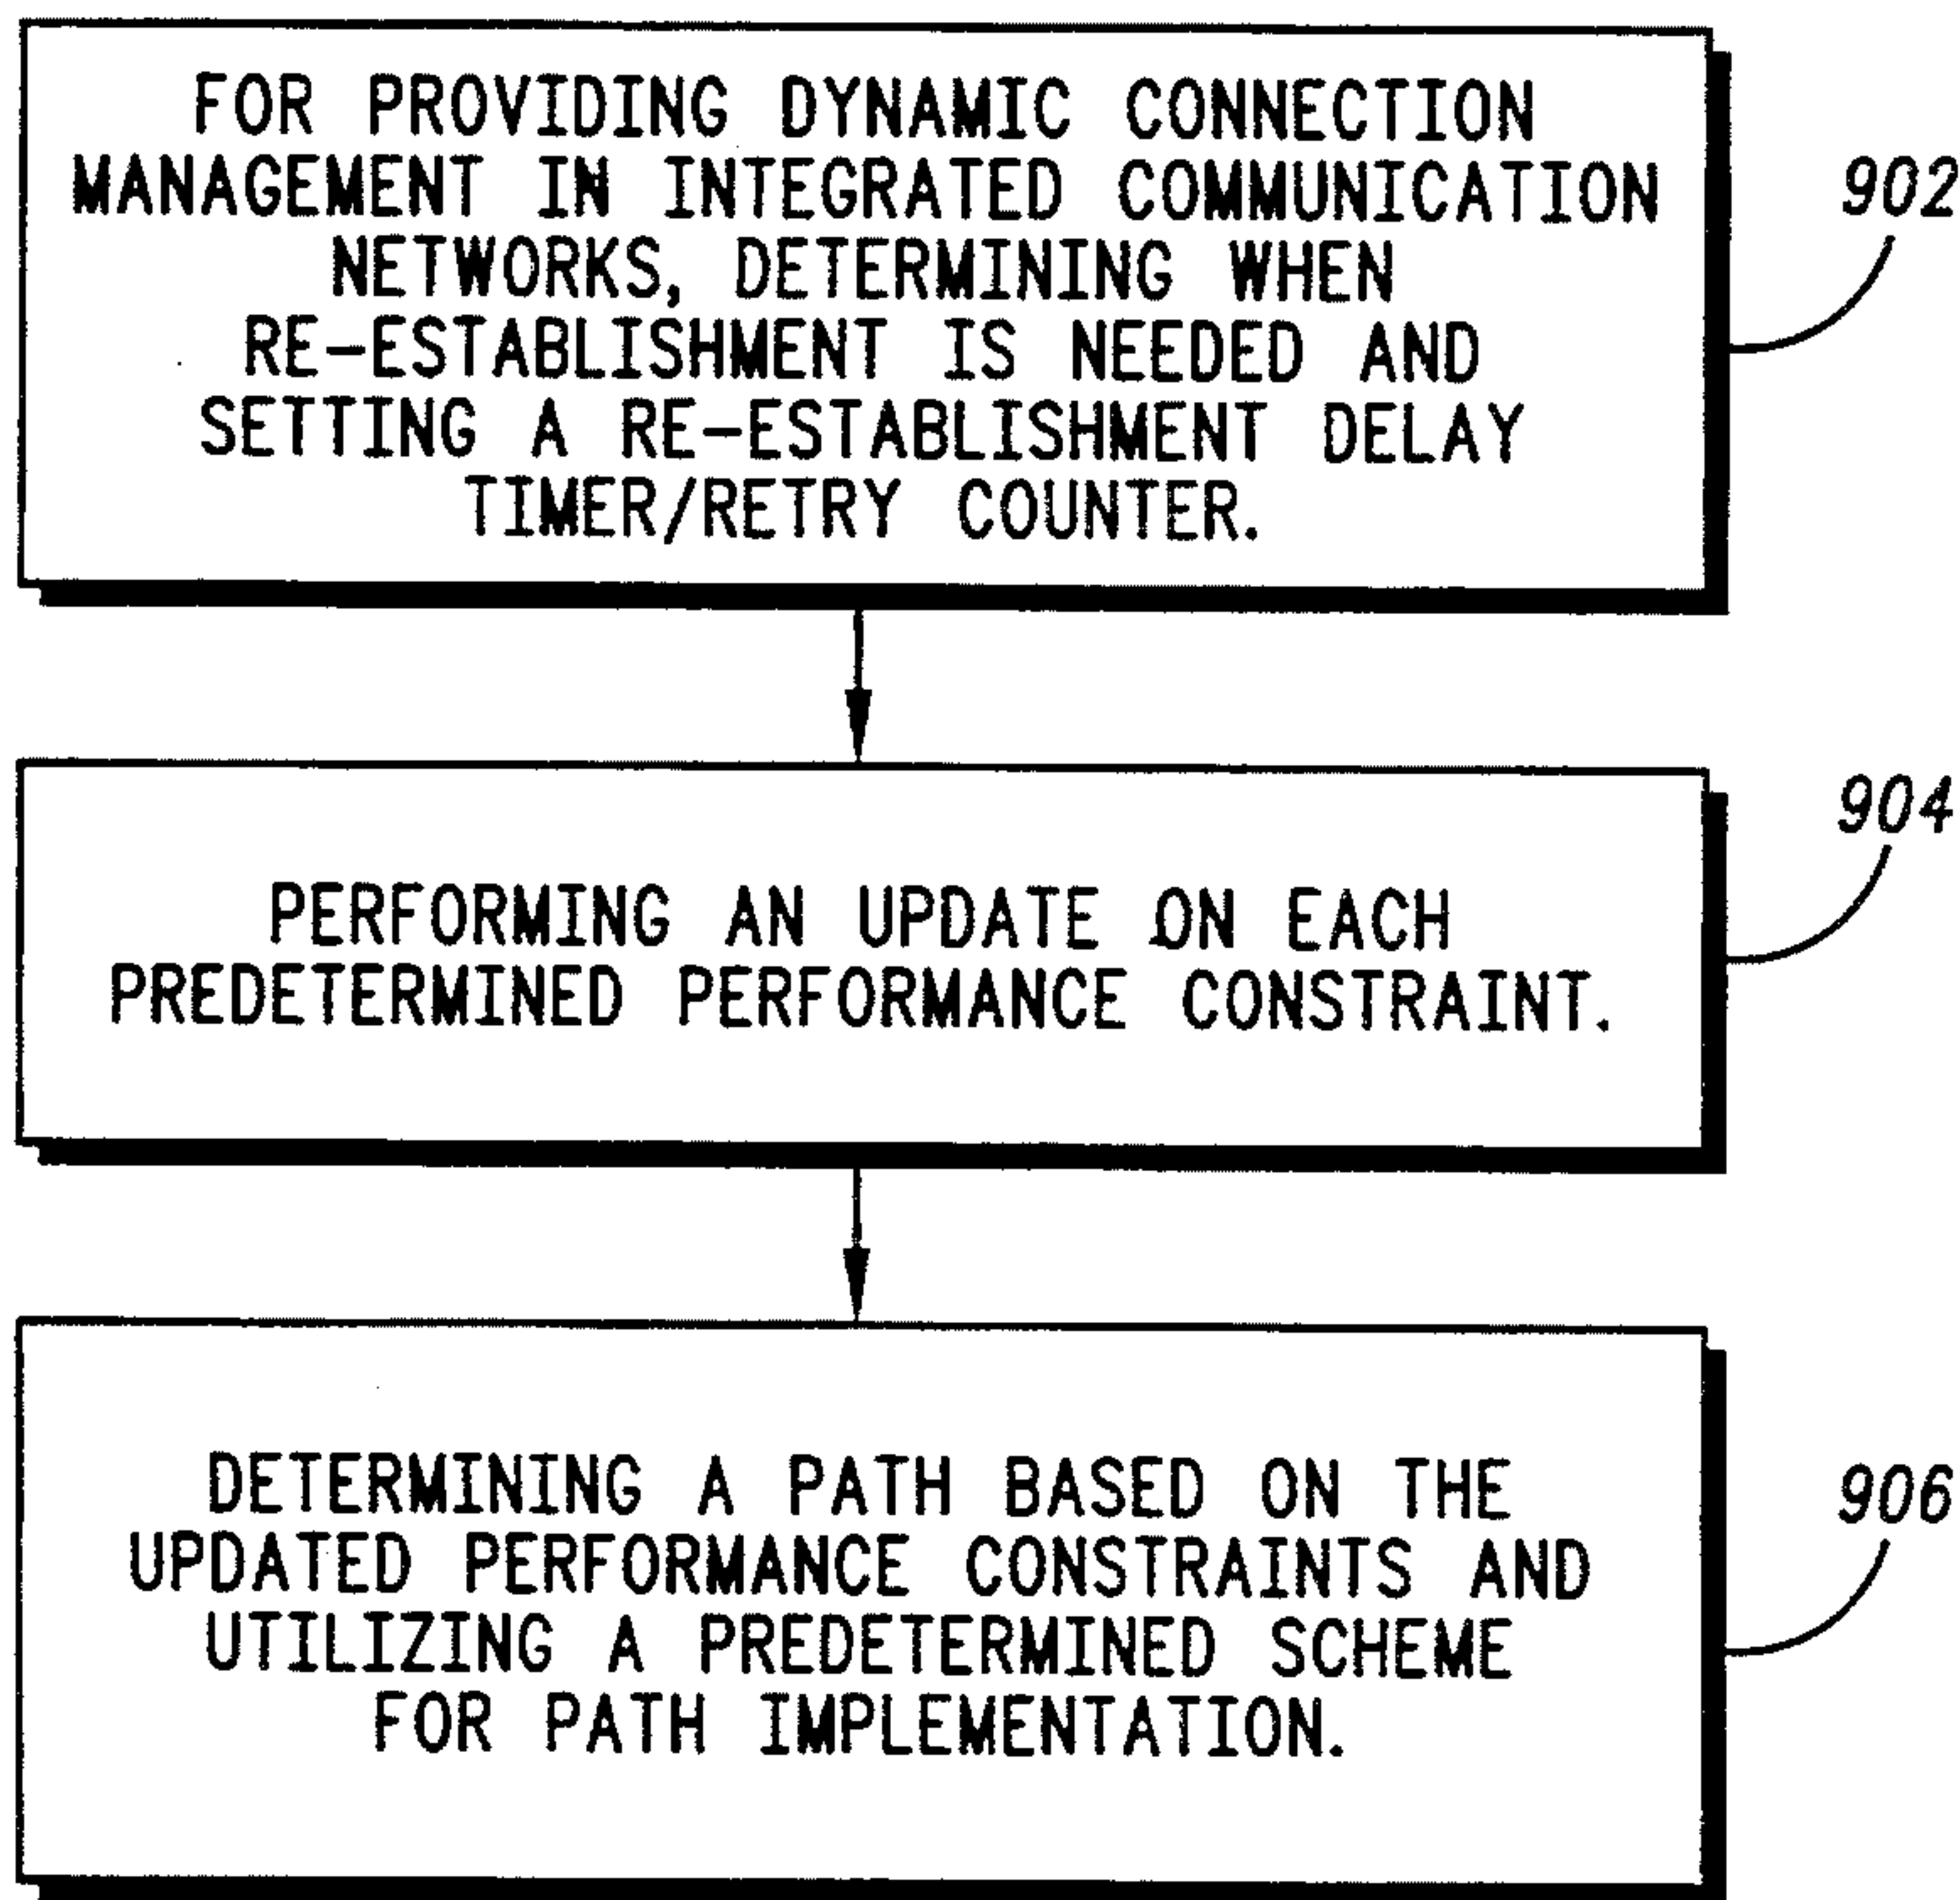 FOR PROVIDING DYNAMIC CONNECTION
MANAGEMENT IN INTEGRATED COMMUNICATION
NETWORKS, DETERMINING WHEN
RE-ESTABLISHMENT IS NEEDED AND
SETTING A RE-ESTABLISHMENT DELAY
TIMER/RETRY COUNTER.
902
PERFORMING AN UPDATE ON EACH
PREDETERMINED PERFORMANCE CONSTRAINT.
904
DETERMINING A PATH BASED ON THE
UPDATED PERFORMANCE CONSTRAINTS AND
UTILIZING A PREDETERMINED SCHEME
FOR PATH IMPLEMENTATION.
906